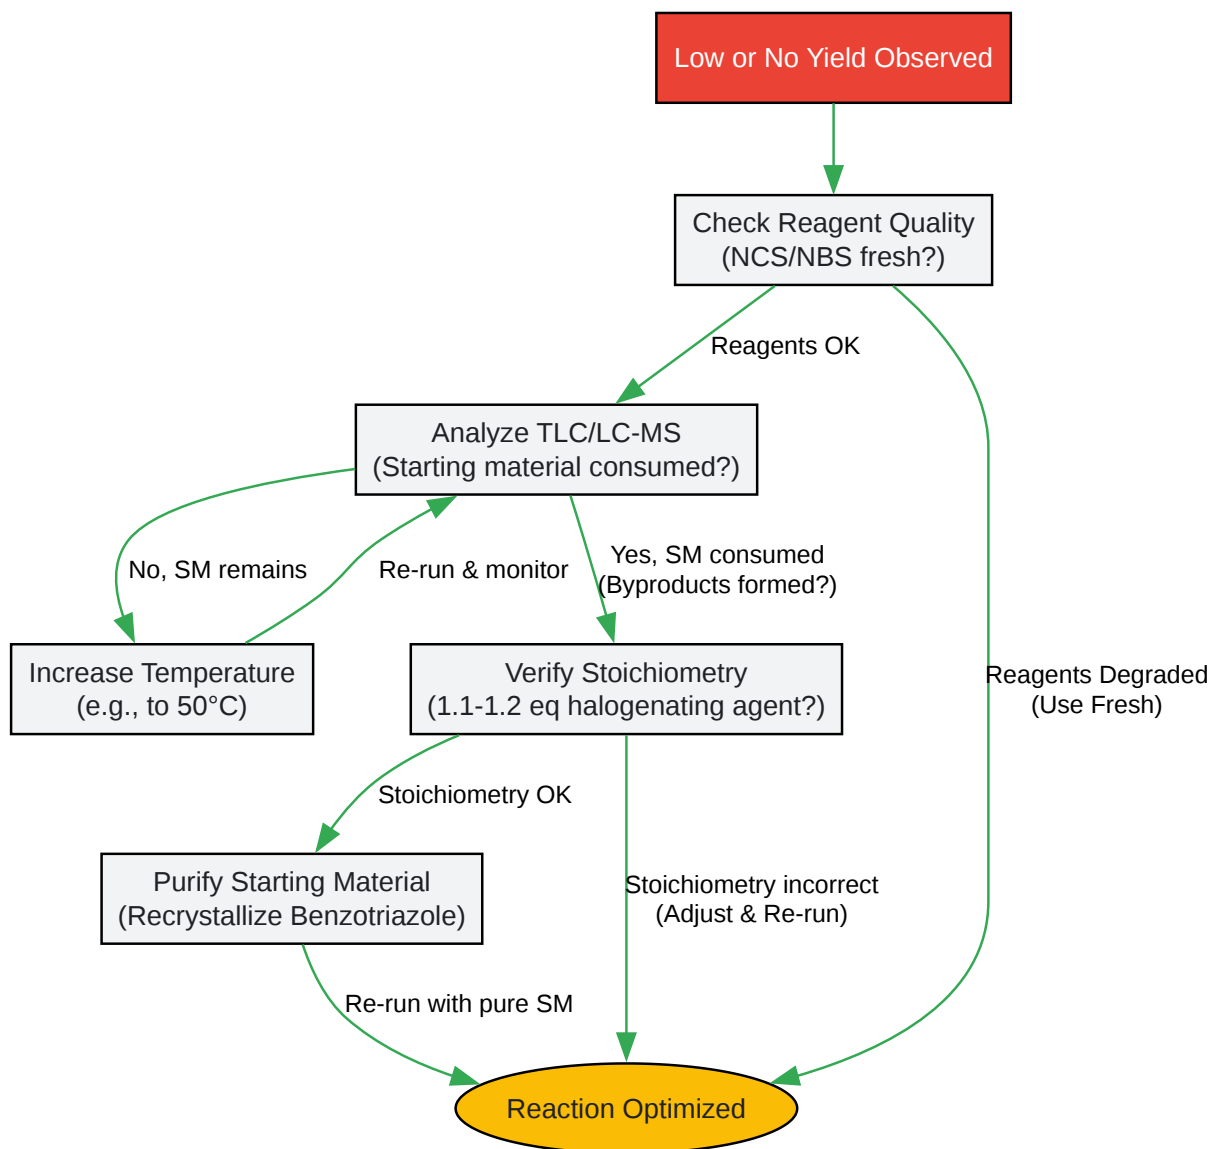 Low or No Yield Observed
Check Reagent Quality
(NCS/NBS fresh?)
Reagents OK
Analyze TLC/LC-MS
(Starting material consumed?)
No, SM remains
Re-run & monitor
Yes, SM consumed
(Byproducts formed?)
Increase Temperature
(e.g., to 50°C)
Verify Stoichiometry
(1.1-1.2 eq halogenating agent?)
Reagents Degraded
(Use Fresh)
Stoichiometry OK
Purify Starting Material
(Recrystallize Benzotriazole)
Stoichiometry incorrect
(Adjust & Re-run)
Re-run with pure SM
Reaction Optimized